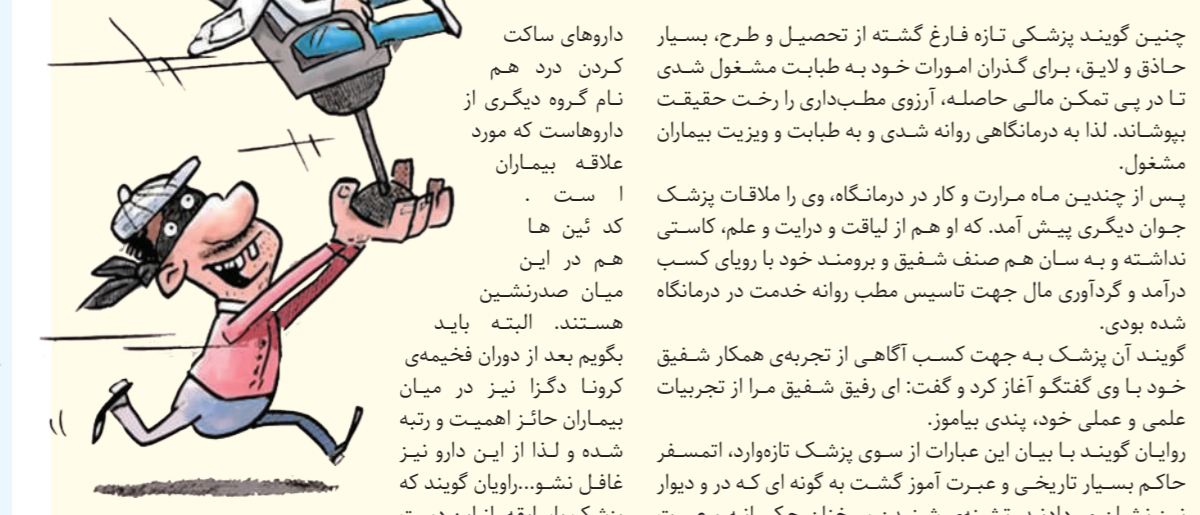 چنین گویند پزشکی تازه فارغ گشته از تحصیل و طرح، بسیار
حاذق و لایق، برای گذران امورات خود به طبابت مشغول شدی
تا در پی تمکن مالی حاصله، آرزوی مطب‌داری را رخت حقیقت
بپوشاند. لذا به درمانگاهی روانه شدی و به طبابت و ویزیت بیماران
مشغول.
پس از چندین ماه مرارت و کار در درمانگاه، وی را ملاقات پزشک
جوان دیگری پیش آمد. که او هم از لیاقت و درایت و علم، کاستی
نداشته و به سان هم صنف شفیق و برومند خود با رویای کسب
درآمد و گردآوری مال جهت تاسیس مطب روانه خدمت در درمانگاه
شده بودی.
گویند آن پزشک به جهت کسب آگاهی از تجربه‌ی همکار شفیق
خود با وی گفتگو آغاز کرد و گفت: ای رفیق شفیق مرا از تجربیات
علمی و عملی خود، پندی بیاموز.
روایان گویند با بیان این عبارات از سوی پزشک تازه‌وارد، اتمسفر
حاکم بسیار تاریخی و عبرت آموز گشت به گونه ای که در و دیوار
داروهای ساکت
کردن درد هم
نام گروه دیگری از
داروهاست که مورد
علاقه بیماران
ا ست .
کد ئین ها
هم در این
میان صدرنشین
هستند. البته باید
بگویم بعد از دوران فخیمه‌ی
کرونا دگزا نیز در میان
بیماران حائز اهمیت و رتبه
شده و لذا از این دارو نیز
غافل نشو...راویان گویند که